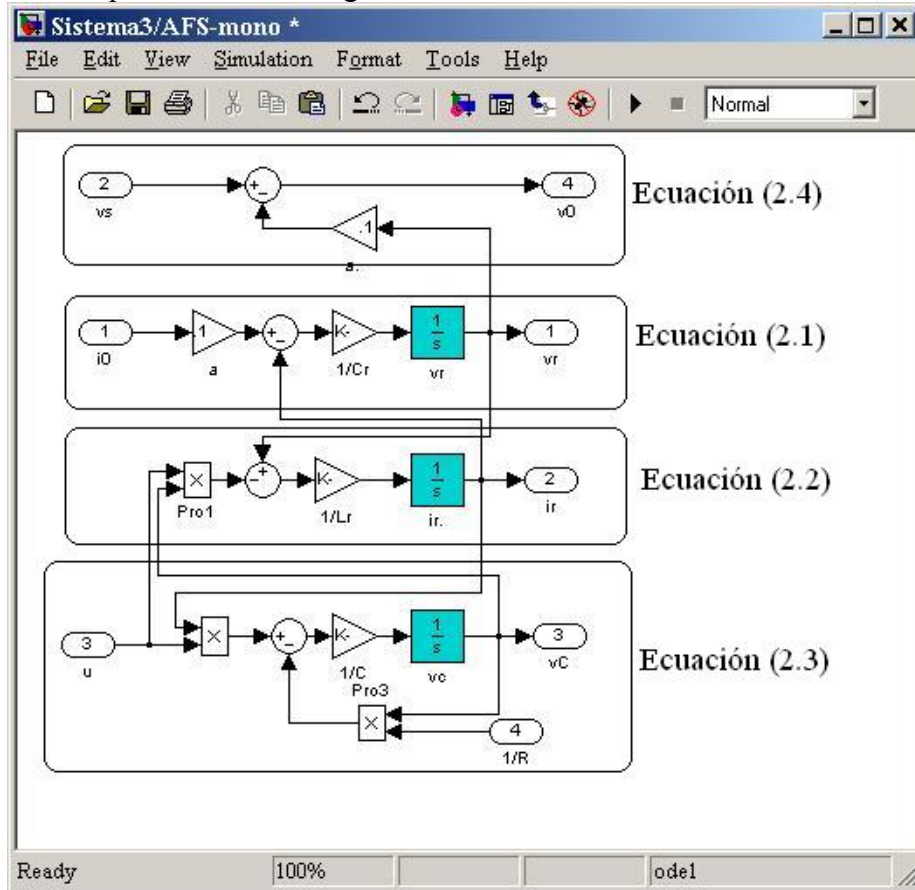 Sistema3/AFS-mono *
File Edit View Simulation Format Tools Help
Normal
2
vs
+
-
4
v0
.1
a.
Ecuación (2.4)
1
i0
1
a
+
-
K-
1/Cr
1
s
vr
1
vr
Ecuación (2.1)
×
Pro1
+
-
K-
1/Lr
1
s
ir.
2
ir
Ecuación (2.2)
3
u
×
+
-
K-
1/C
1
s
vc
3
vC
Pro3
×
4
1/R
Ecuación (2.3)
Ready 100% ode1